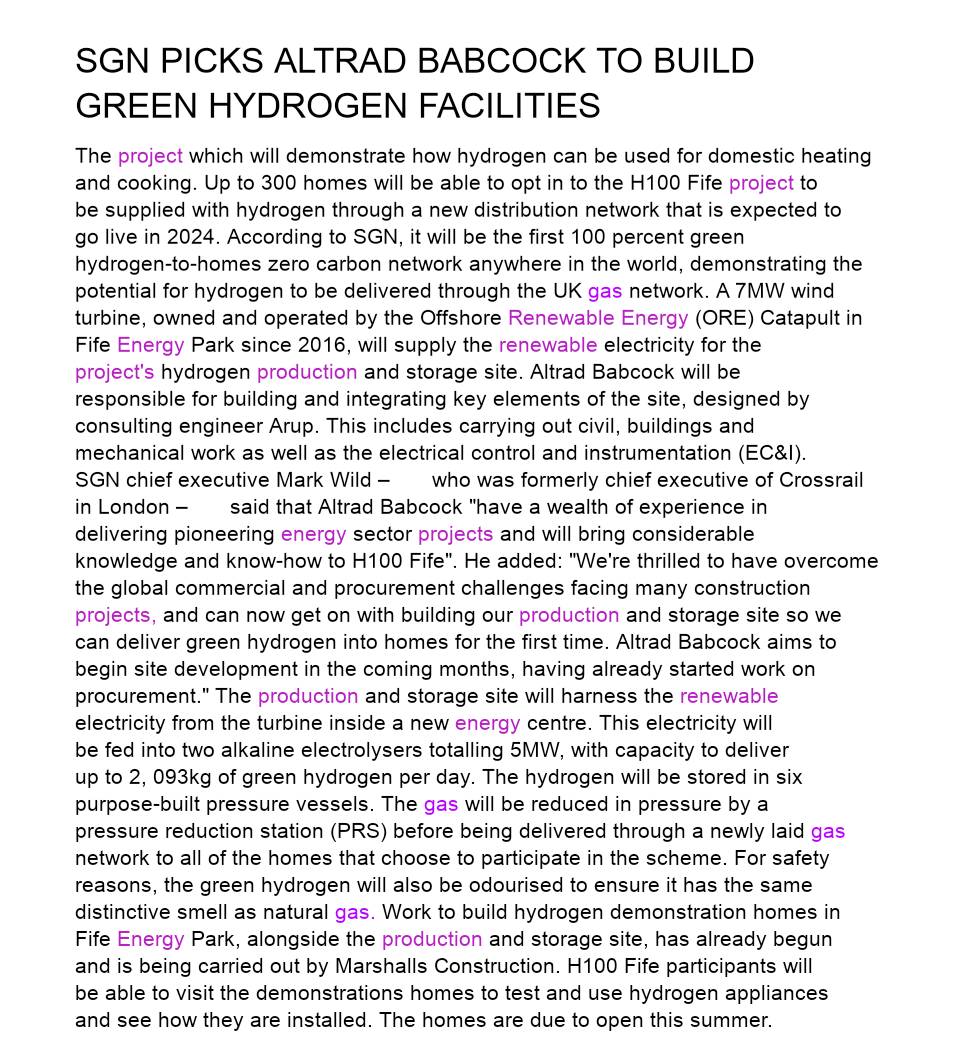 SGN PICKS ALTRAD BABCOCK TO BUILD
GREEN HYDROGEN FACILITIES
The project which will demonstrate how hydrogen can be used for domestic heating
and cooking. Up to 300 homes will be able to opt in to the H100 Fife project to
be supplied with hydrogen through a new distribution network that is expected to
go live in 2024. According to SGN, it will be the first 100 percent green
hydrogen-to-homes zero carbon network anywhere in the world, demonstrating the
potential for hydrogen to be delivered through the UK gas network. A 7MW wind
turbine, owned and operated by the Offshore Renewable Energy (ORE) Catapult in
Fife Energy Park since 2016, will supply the renewable electricity for the
project's hydrogen production and storage site. Altrad Babcock will be
responsible for building and integrating key elements of the site, designed by
consulting engineer Arup. This includes carrying out civil, buildings and
mechanical work as well as the electrical control and instrumentation (EC&I).
SGN chief executive Mark Wild – who was formerly chief executive of Crossrail
in London – said that Altrad Babcock "have a wealth of experience in
delivering pioneering energy sector projects and will bring considerable
knowledge and know-how to H100 Fife". He added: "We're thrilled to have overcome
the global commercial and procurement challenges facing many construction
projects, and can now get on with building our production and storage site so we
can deliver green hydrogen into homes for the first time. Altrad Babcock aims to
begin site development in the coming months, having already started work on
procurement." The production and storage site will harness the renewable
electricity from the turbine inside a new energy centre. This electricity will
be fed into two alkaline electrolysers totalling 5MW, with capacity to deliver
up to 2, 093kg of green hydrogen per day. The hydrogen will be stored in six
purpose-built pressure vessels. The gas will be reduced in pressure by a
pressure reduction station (PRS) before being delivered through a newly laid gas
network to all of the homes that choose to participate in the scheme. For safety
reasons, the green hydrogen will also be odourised to ensure it has the same
distinctive smell as natural gas. Work to build hydrogen demonstration homes in
Fife Energy Park, alongside the production and storage site, has already begun
and is being carried out by Marshalls Construction. H100 Fife participants will
be able to visit the demonstrations homes to test and use hydrogen appliances
and see how they are installed. The homes are due to open this summer.